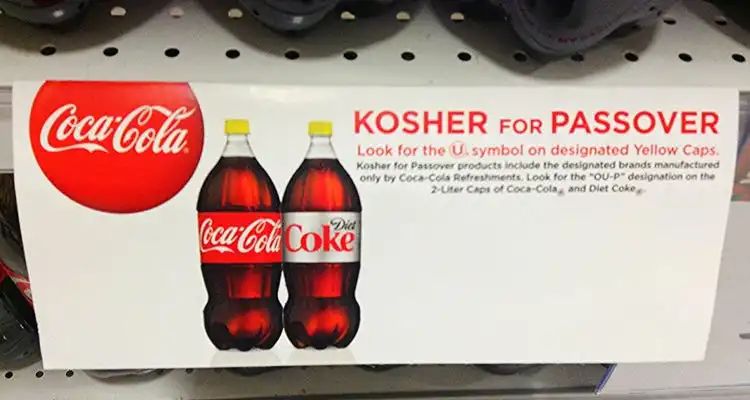 Coca-Cola
KOSHER FOR PASSOVER
Look for the Ⓤ symbol on designated Yellow Caps.
Kosher for Passover products include the designated brands manufactured
only by Coca-Cola Refreshments. Look for the "OU-P" designation on the
2-Liter Caps of Coca-Cola® and Diet Coke®.
Coca-Cola
Diet
Coke